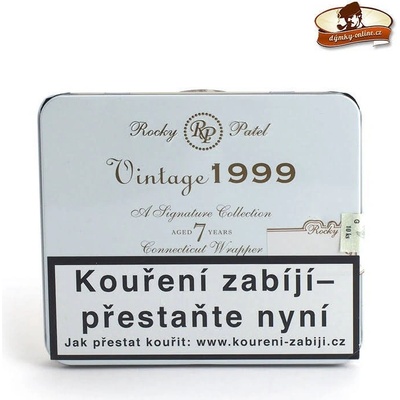 dýmky-online.cz
Rocky RP Patel
Vintage 1999
A Signature Collection
AGED 7 YEARS
Connecticut Wrapper
Rocky
Kouření zabíjí–
přestaňte nyní
Jak přestat kouřit: www.koureni-zabiji.cz